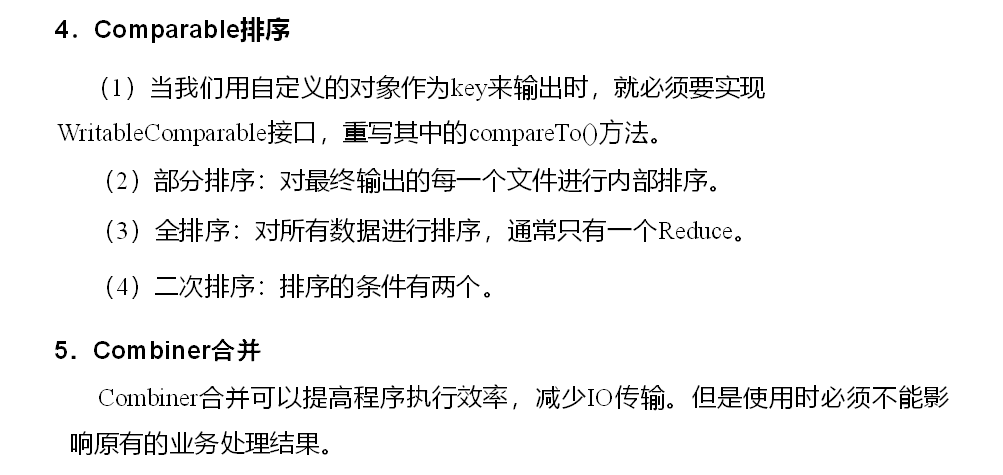 4．Comparable排序
（1）当我们用自定义的对象作为key来输出时，就必须要实现
WritableComparable接口，重写其中的compareTo()方法。
（2）部分排序：对最终输出的每一个文件进行内部排序。
（3）全排序：对所有数据进行排序，通常只有一个Reduce。
（4）二次排序：排序的条件有两个。
5．Combiner合并
Combiner合并可以提高程序执行效率，减少IO传输。但是使用时必须不能影
响原有的业务处理结果。